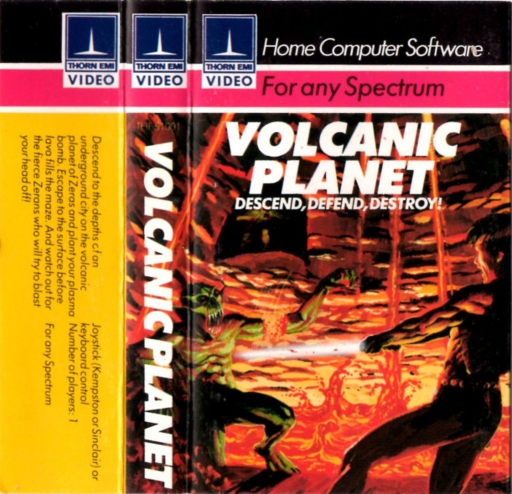 THORN EMI
VIDEO
THORN EMI
VIDEO
THORN EMI
VIDEO
Home Computer Software
For any Spectrum
VOLCANIC
PLANET
DESCEND, DEFEND, DESTROY!
VOLCANIC PLANET
Descend to the depths of an
underground city on the volcanic
planet of Zeras and plant your plasma
bomb. Escape to the surface before
lava fills the maze. And watch out for
the fierce Zerans who will try to blast
your head off!
Joystick (Kempston or Sinclair) or
keyboard control
Number of players: 1
For any Spectrum